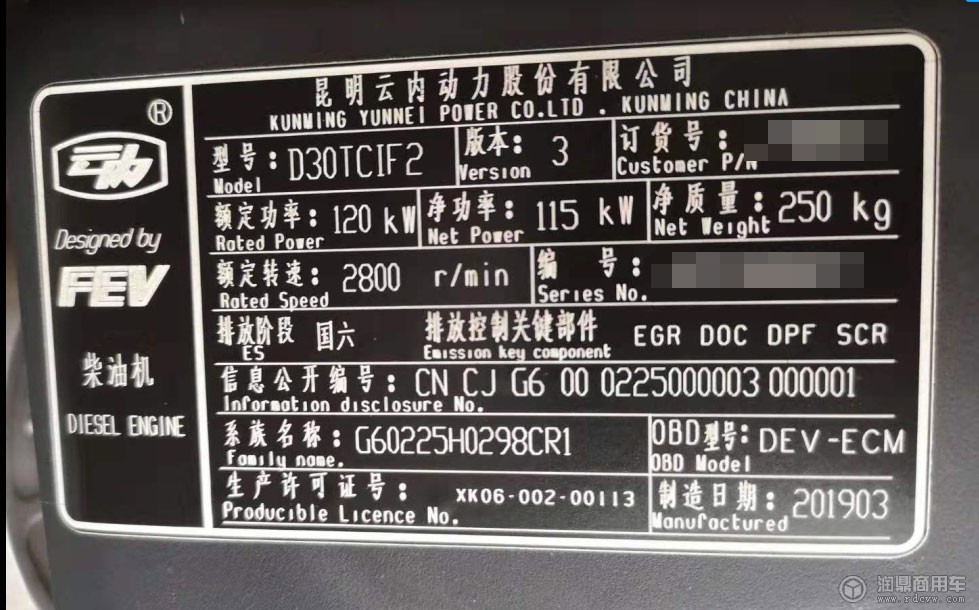 昆明云内动力股份有限公司
KUNMING YUNNEI POWER CO.LTD . KUNMING CHINA
®
云内
Designed by
FEV
柴油机
DIESEL ENGINE
型号: D30TCIF2 版本: 3 订货号:
Model Version Customer P/N
额定功率: 120 kW 净功率: 115 kW 净质量: 250 kg
Rated Power Net Power Net Weight
额定转速: 2800 r/min 编 号:
Rated Speed Series No.
排放阶段 国六 排放控制关键部件 EGR DOC DPF SCR
ES Emission key component
信息公开编号: CN CJ G6 00 0225000003 000001
Information disclosure No.
系族名称: G60225H0298CR1 OBD型号: DEV-ECM
Family name. OBD Model
生产许可证号: XK06-002-00113 制造日期: 201903
Producible Licence No. Manufactured
润鼎商用车
www.rdcvw.com